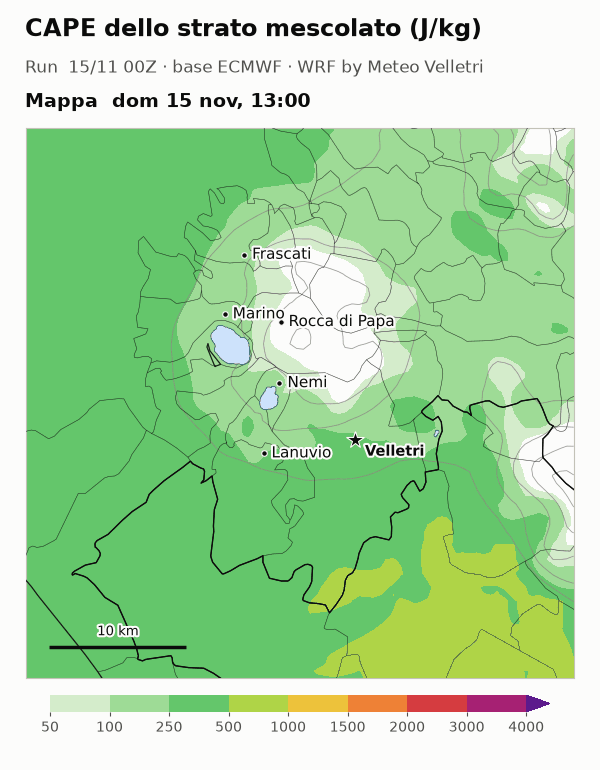 CAPE dello strato mescolato (J/kg)
Run  15/11 00Z · base ECMWF · WRF by Meteo Velletri
Mappa  dom 15 nov, 13:00
Frascati
Marino
Rocca di Papa
Nemi
Velletri
Lanuvio
10 km
50 100 250 500 1000 1500 2000 3000 4000